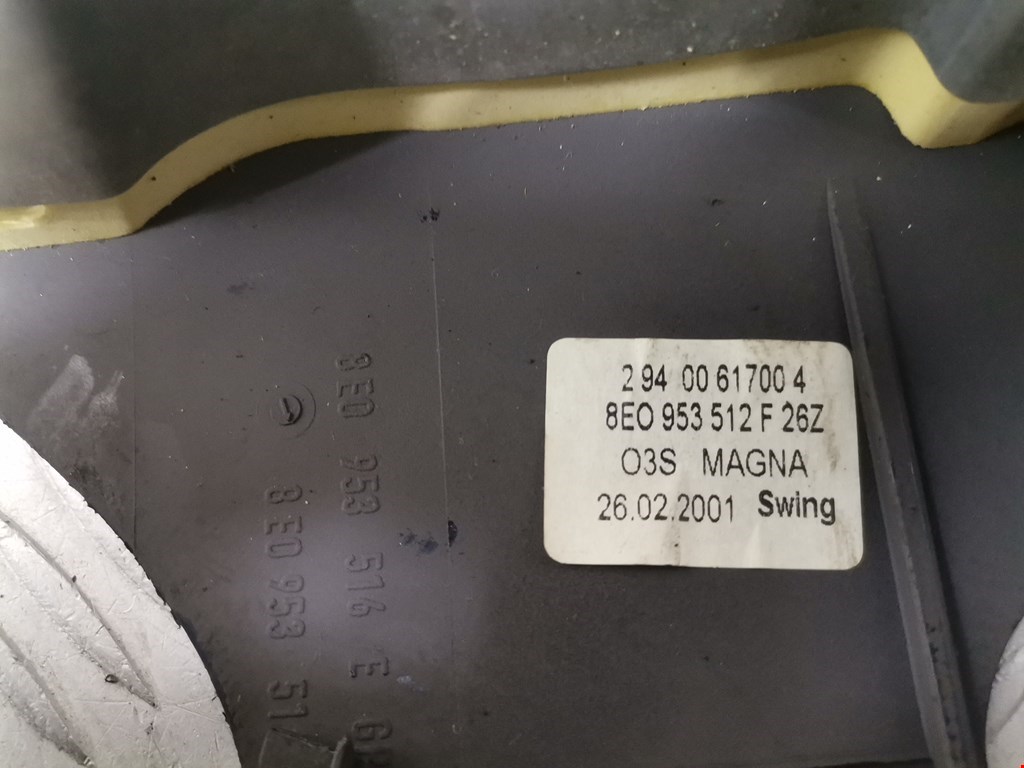 2 94 00 61700 4
8E0 953 512 F 26Z
O3S MAGNA
26.02.2001 Swing
8E0 953 516 E
8E0 953 51